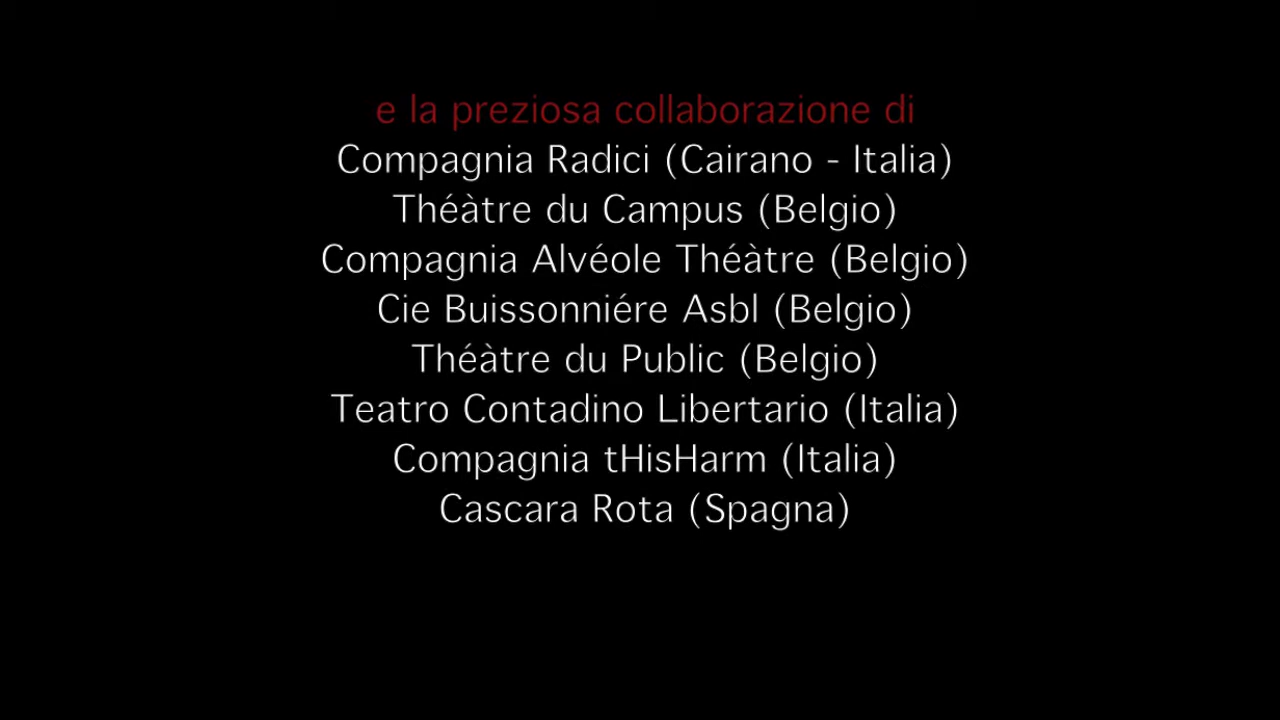 e la preziosa collaborazione di
Compagnia Radici (Cairano - Italia)
Théàtre du Campus (Belgio)
Compagnia Alvéole Théàtre (Belgio)
Cie Buissonniére Asbl (Belgio)
Théàtre du Public (Belgio)
Teatro Contadino Libertario (Italia)
Compagnia tHisHarm (Italia)
Cascara Rota (Spagna)